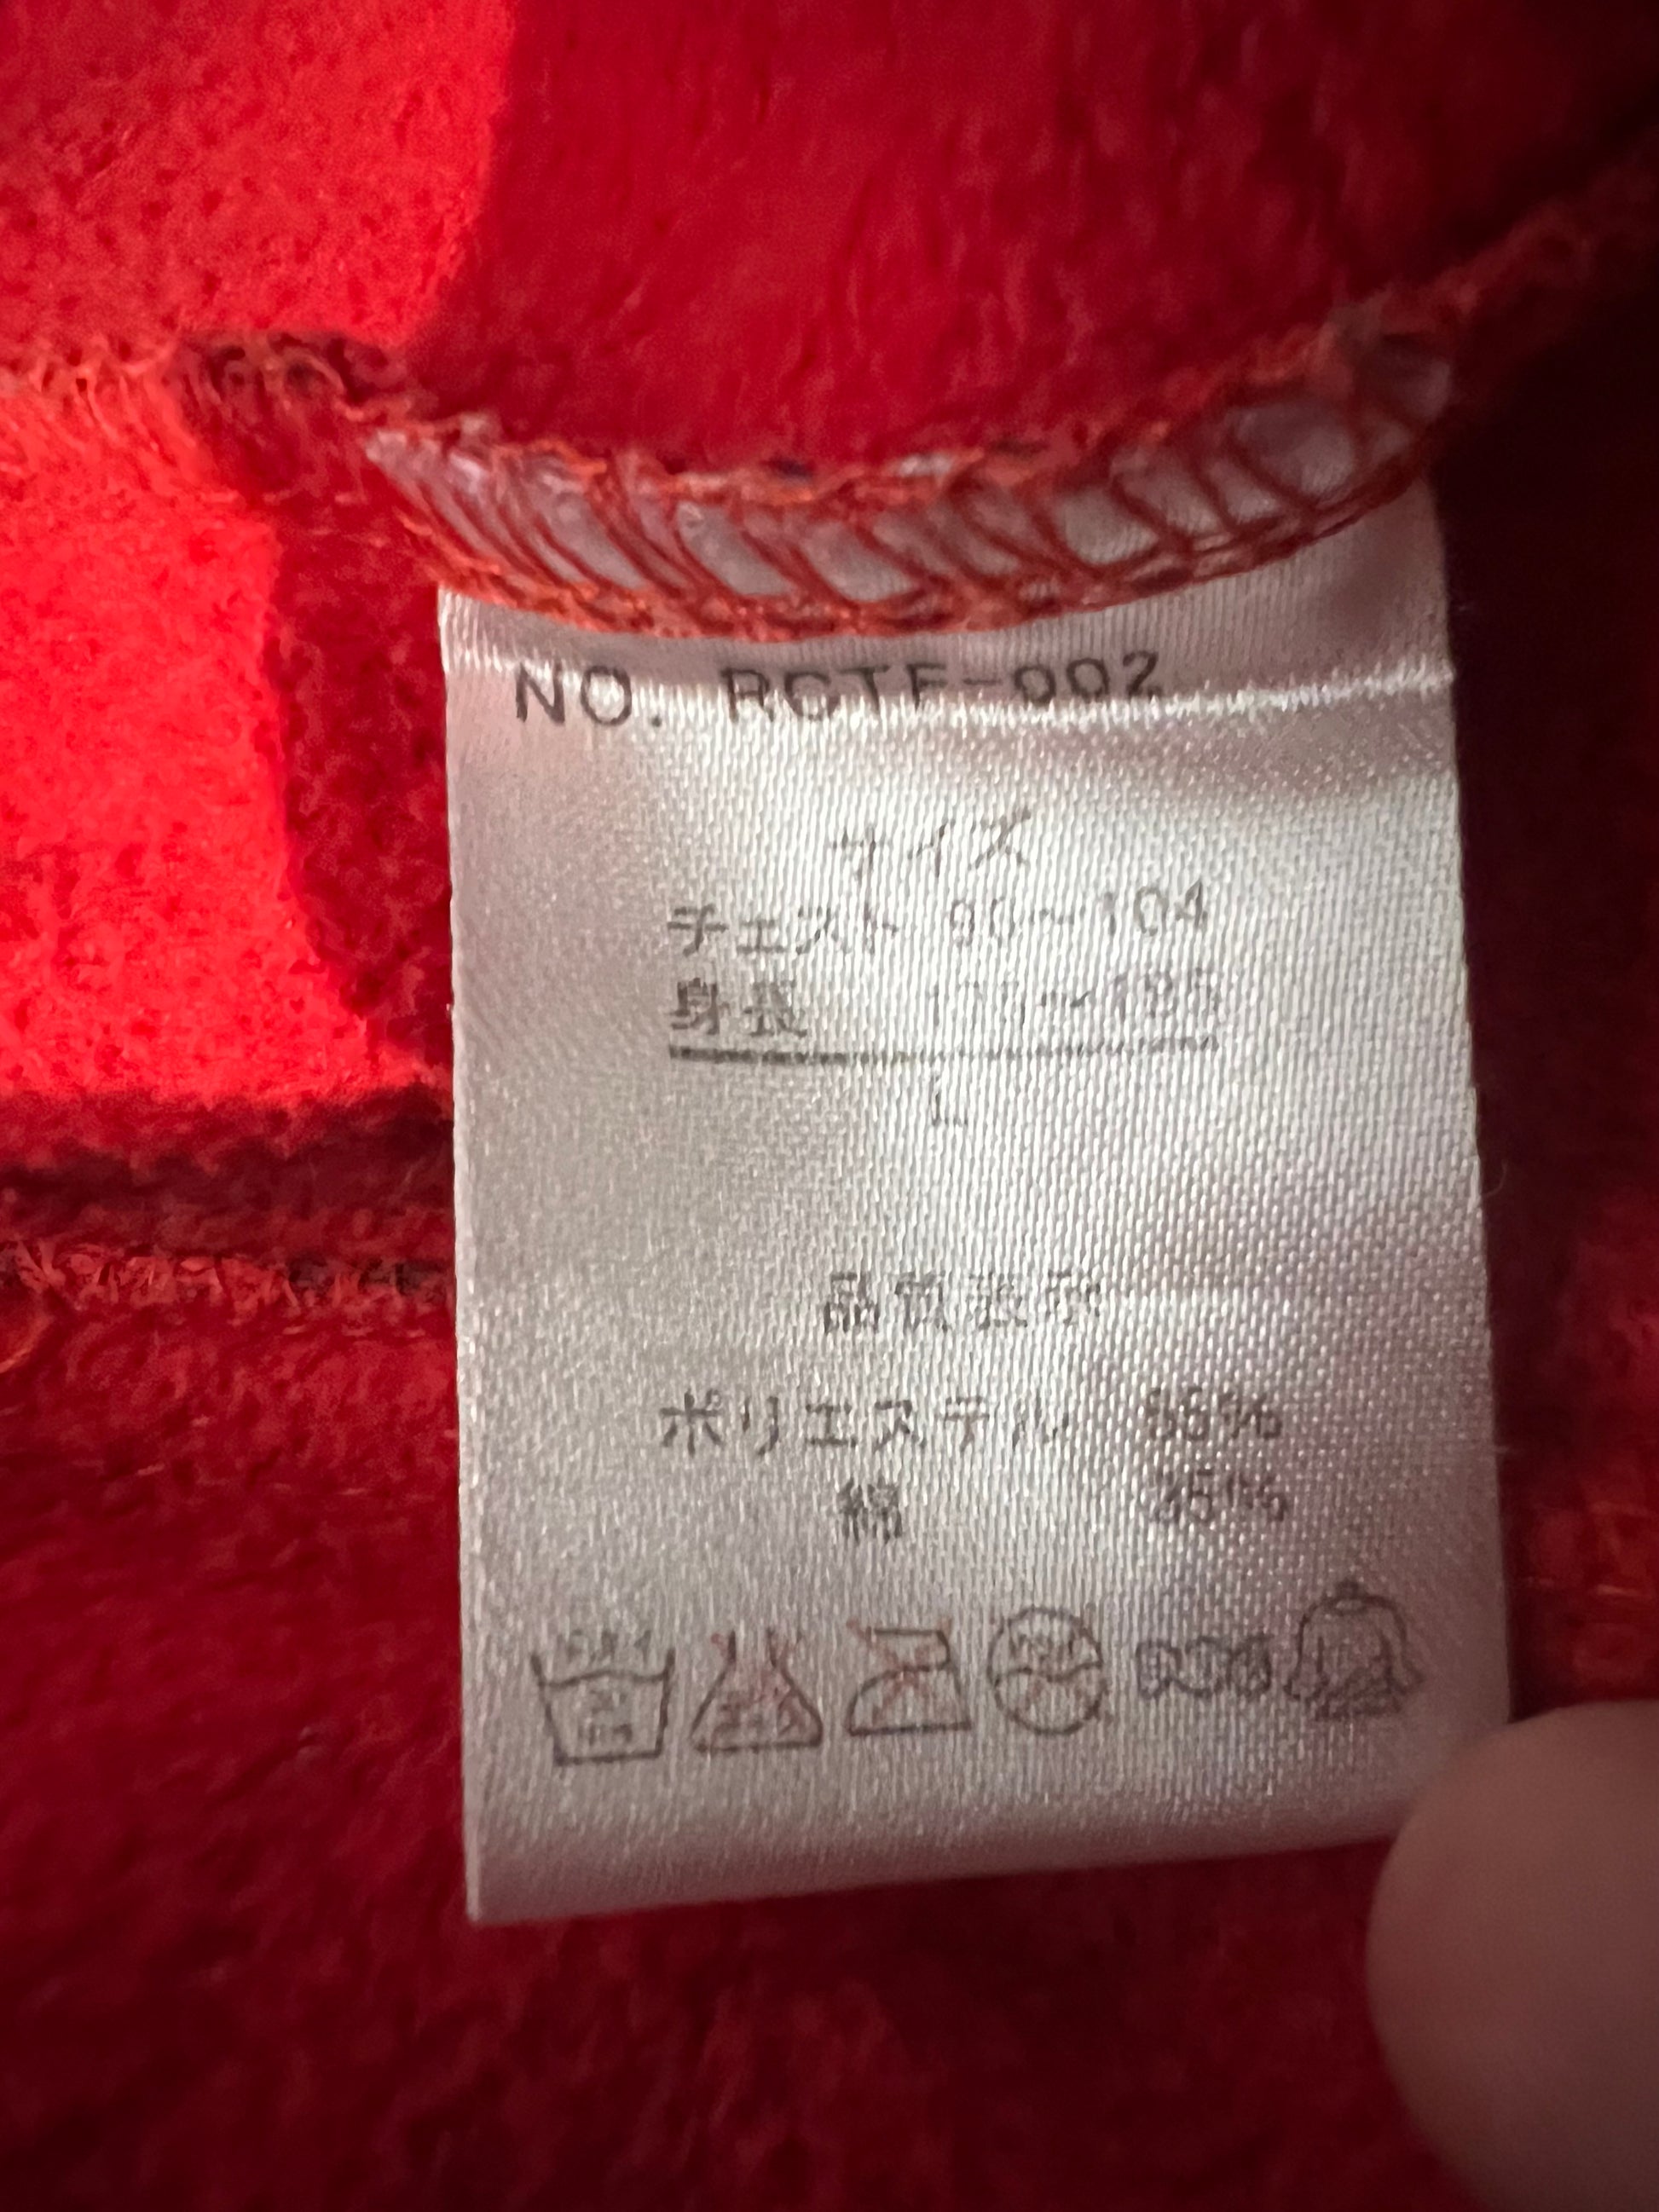 NO. RCTF-002
サイズ
チェスト 96～104
身長 175～185
L
品質表示
ポリエステル 65%
綿 35%